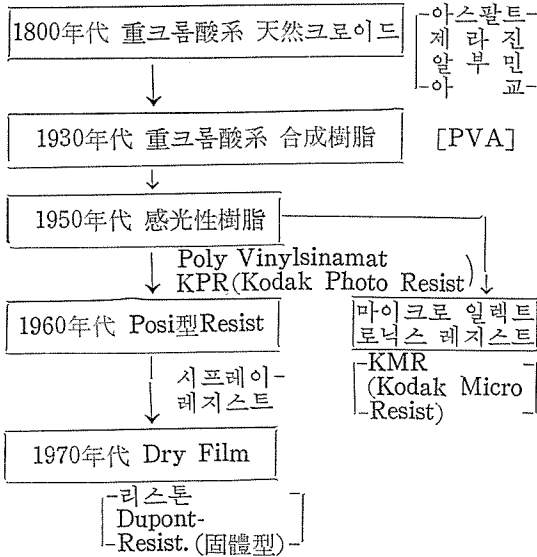 1800年代 重크롬酸系 天然크로이드
아스팔트
제 라 진
알 부 민
아 교
1930年代 重크롬酸系 合成樹脂 [PVA]
1950年代 感光性樹脂
Poly Vinylsinamat
KPR(Kodak Photo Resist)
1960年代 Posi型Resist
마이크로 일렉트
로닉스 레지스트
시프레이-
레지스트
KMR
(Kodak Micro
Resist)
1970年代 Dry Film
리스톤
Dupont-
Resist. (固體型)